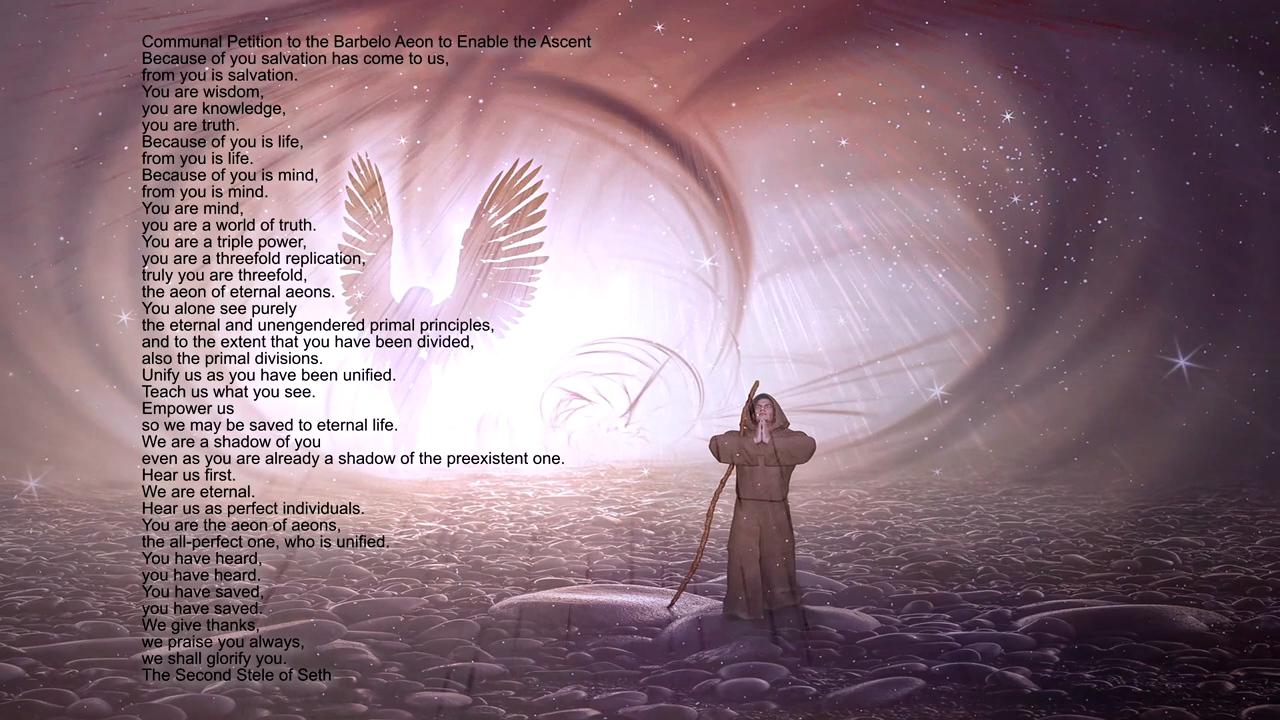 Communal Petition to the Barbelo Aeon to Enable the Ascent
Because of you salvation has come to us,
from you is salvation.
You are wisdom,
you are knowledge,
you are truth.
Because of you is life,
from you is life.
Because of you is mind,
from you is mind.
You are mind,
you are a world of truth.
You are a triple power,
you are a threefold replication,
truly you are threefold,
the aeon of eternal aeons.
You alone see purely
the eternal and unengendered primal principles,
and to the extent that you have been divided,
also the primal divisions.
Unify us as you have been unified.
Teach us what you see.
Empower us
so we may be saved to eternal life.
We are a shadow of you
even as you are already a shadow of the preexistent one.
Hear us first.
We are eternal.
Hear us as perfect individuals.
You are the aeon of aeons,
the all-perfect one, who is unified.
You have heard,
you have heard.
You have saved,
you have saved.
We give thanks,
we praise you always,
we shall glorify you.
The Second Stele of Seth